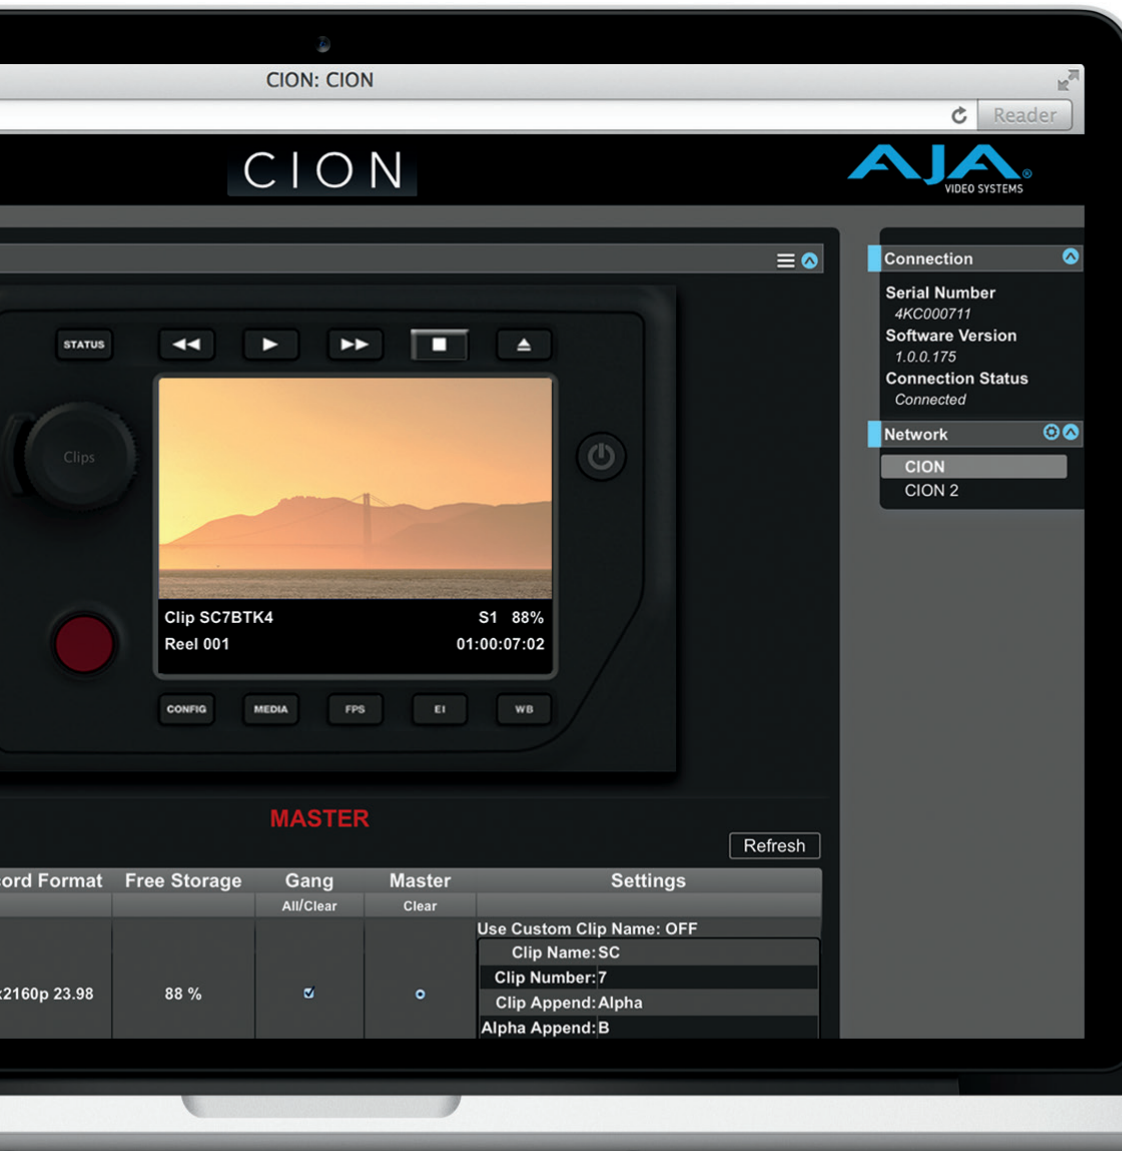 CION: CION
Reader
CION
AJA
VIDEO SYSTEMS
Connection
Serial Number
4KC000711
Software Version
1.0.0.175
Connection Status
Connected
Network
CION
CION 2
STATUS
Clips
Clip SC7BTK4 S1 88%
Reel 001 01:00:07:02
CONFIG MEDIA FPS EI WB
MASTER
Refresh
ord Format Free Storage Gang Master Settings
All/Clear Clear
Use Custom Clip Name: OFF
Clip Name: SC
Clip Number: 7
x2160p 23.98 88 %
Clip Append: Alpha
Alpha Append: B